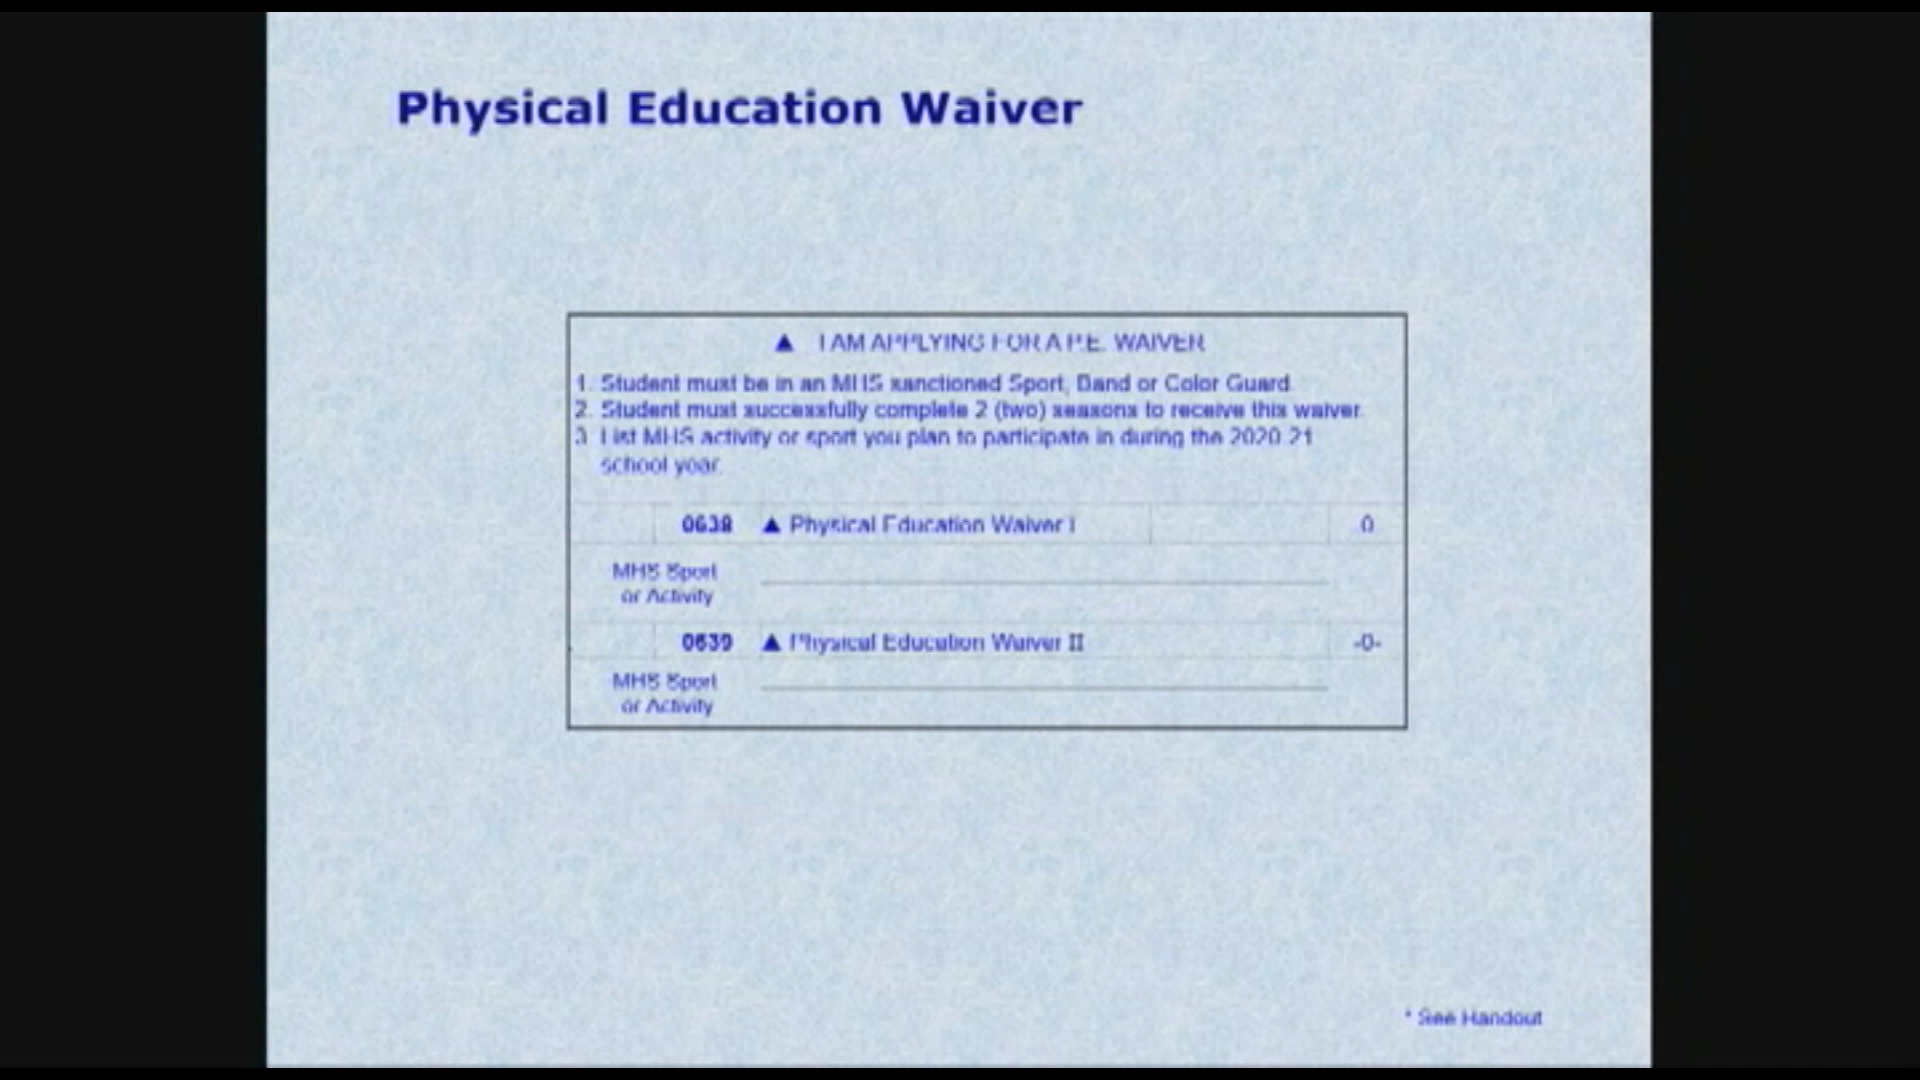 Physical Education Waiver
▲ I AM APPLYING FOR A P.E. WAIVER
1. Student must be in an MHS sanctioned Sport, Band or Color Guard
2. Student must successfully complete 2 (two) seasons to receive this waiver.
3. List MHS activity or sport you plan to participate in during the 2020-21
school year.
0638 ▲ Physical Education Waiver I -0-
MHS Sport
or Activity
0639 ▲ Physical Education Waiver II -0-
MHS Sport
or Activity
* See Handout